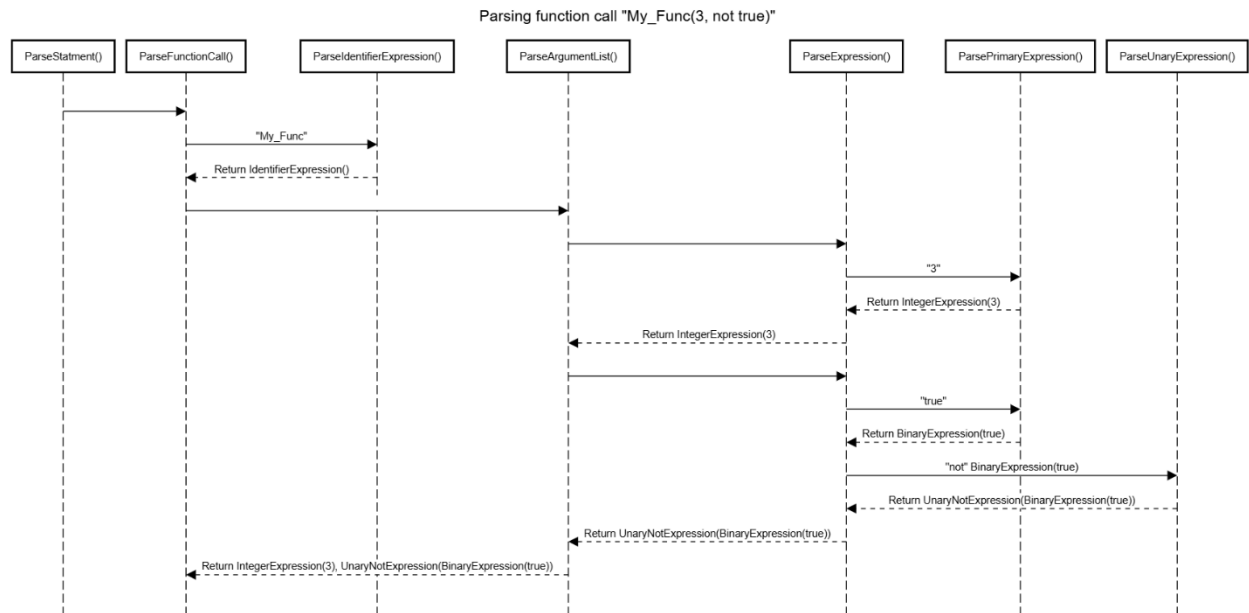 Parsing function call "My_Func(3, not true)"
ParseStatment()
ParseFunctionCall()
ParseIdentifierExpression()
ParseArgumentList()
ParseExpression()
ParsePrimaryExpression()
ParseUnaryExpression()
"My_Func"
Return IdentifierExpression()
"3"
Return IntegerExpression(3)
Return IntegerExpression(3)
"true"
Return BinaryExpression(true)
"not" BinaryExpression(true)
Return UnaryNotExpression(BinaryExpression(true))
Return UnaryNotExpression(BinaryExpression(true))
Return IntegerExpression(3), UnaryNotExpression(BinaryExpression(true))